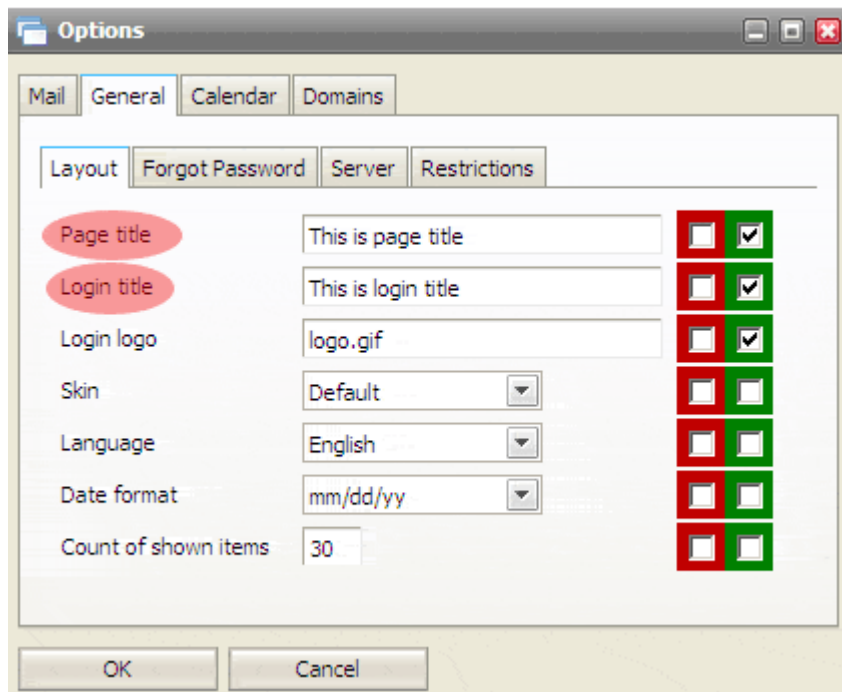 Options
Mail General Calendar Domains
Layout Forgot Password Server Restrictions
Page title This is page title
Login title This is login title
Login logo logo.gif
Skin Default
Language English
Date format mm/dd/yy
Count of shown items 30
OK Cancel